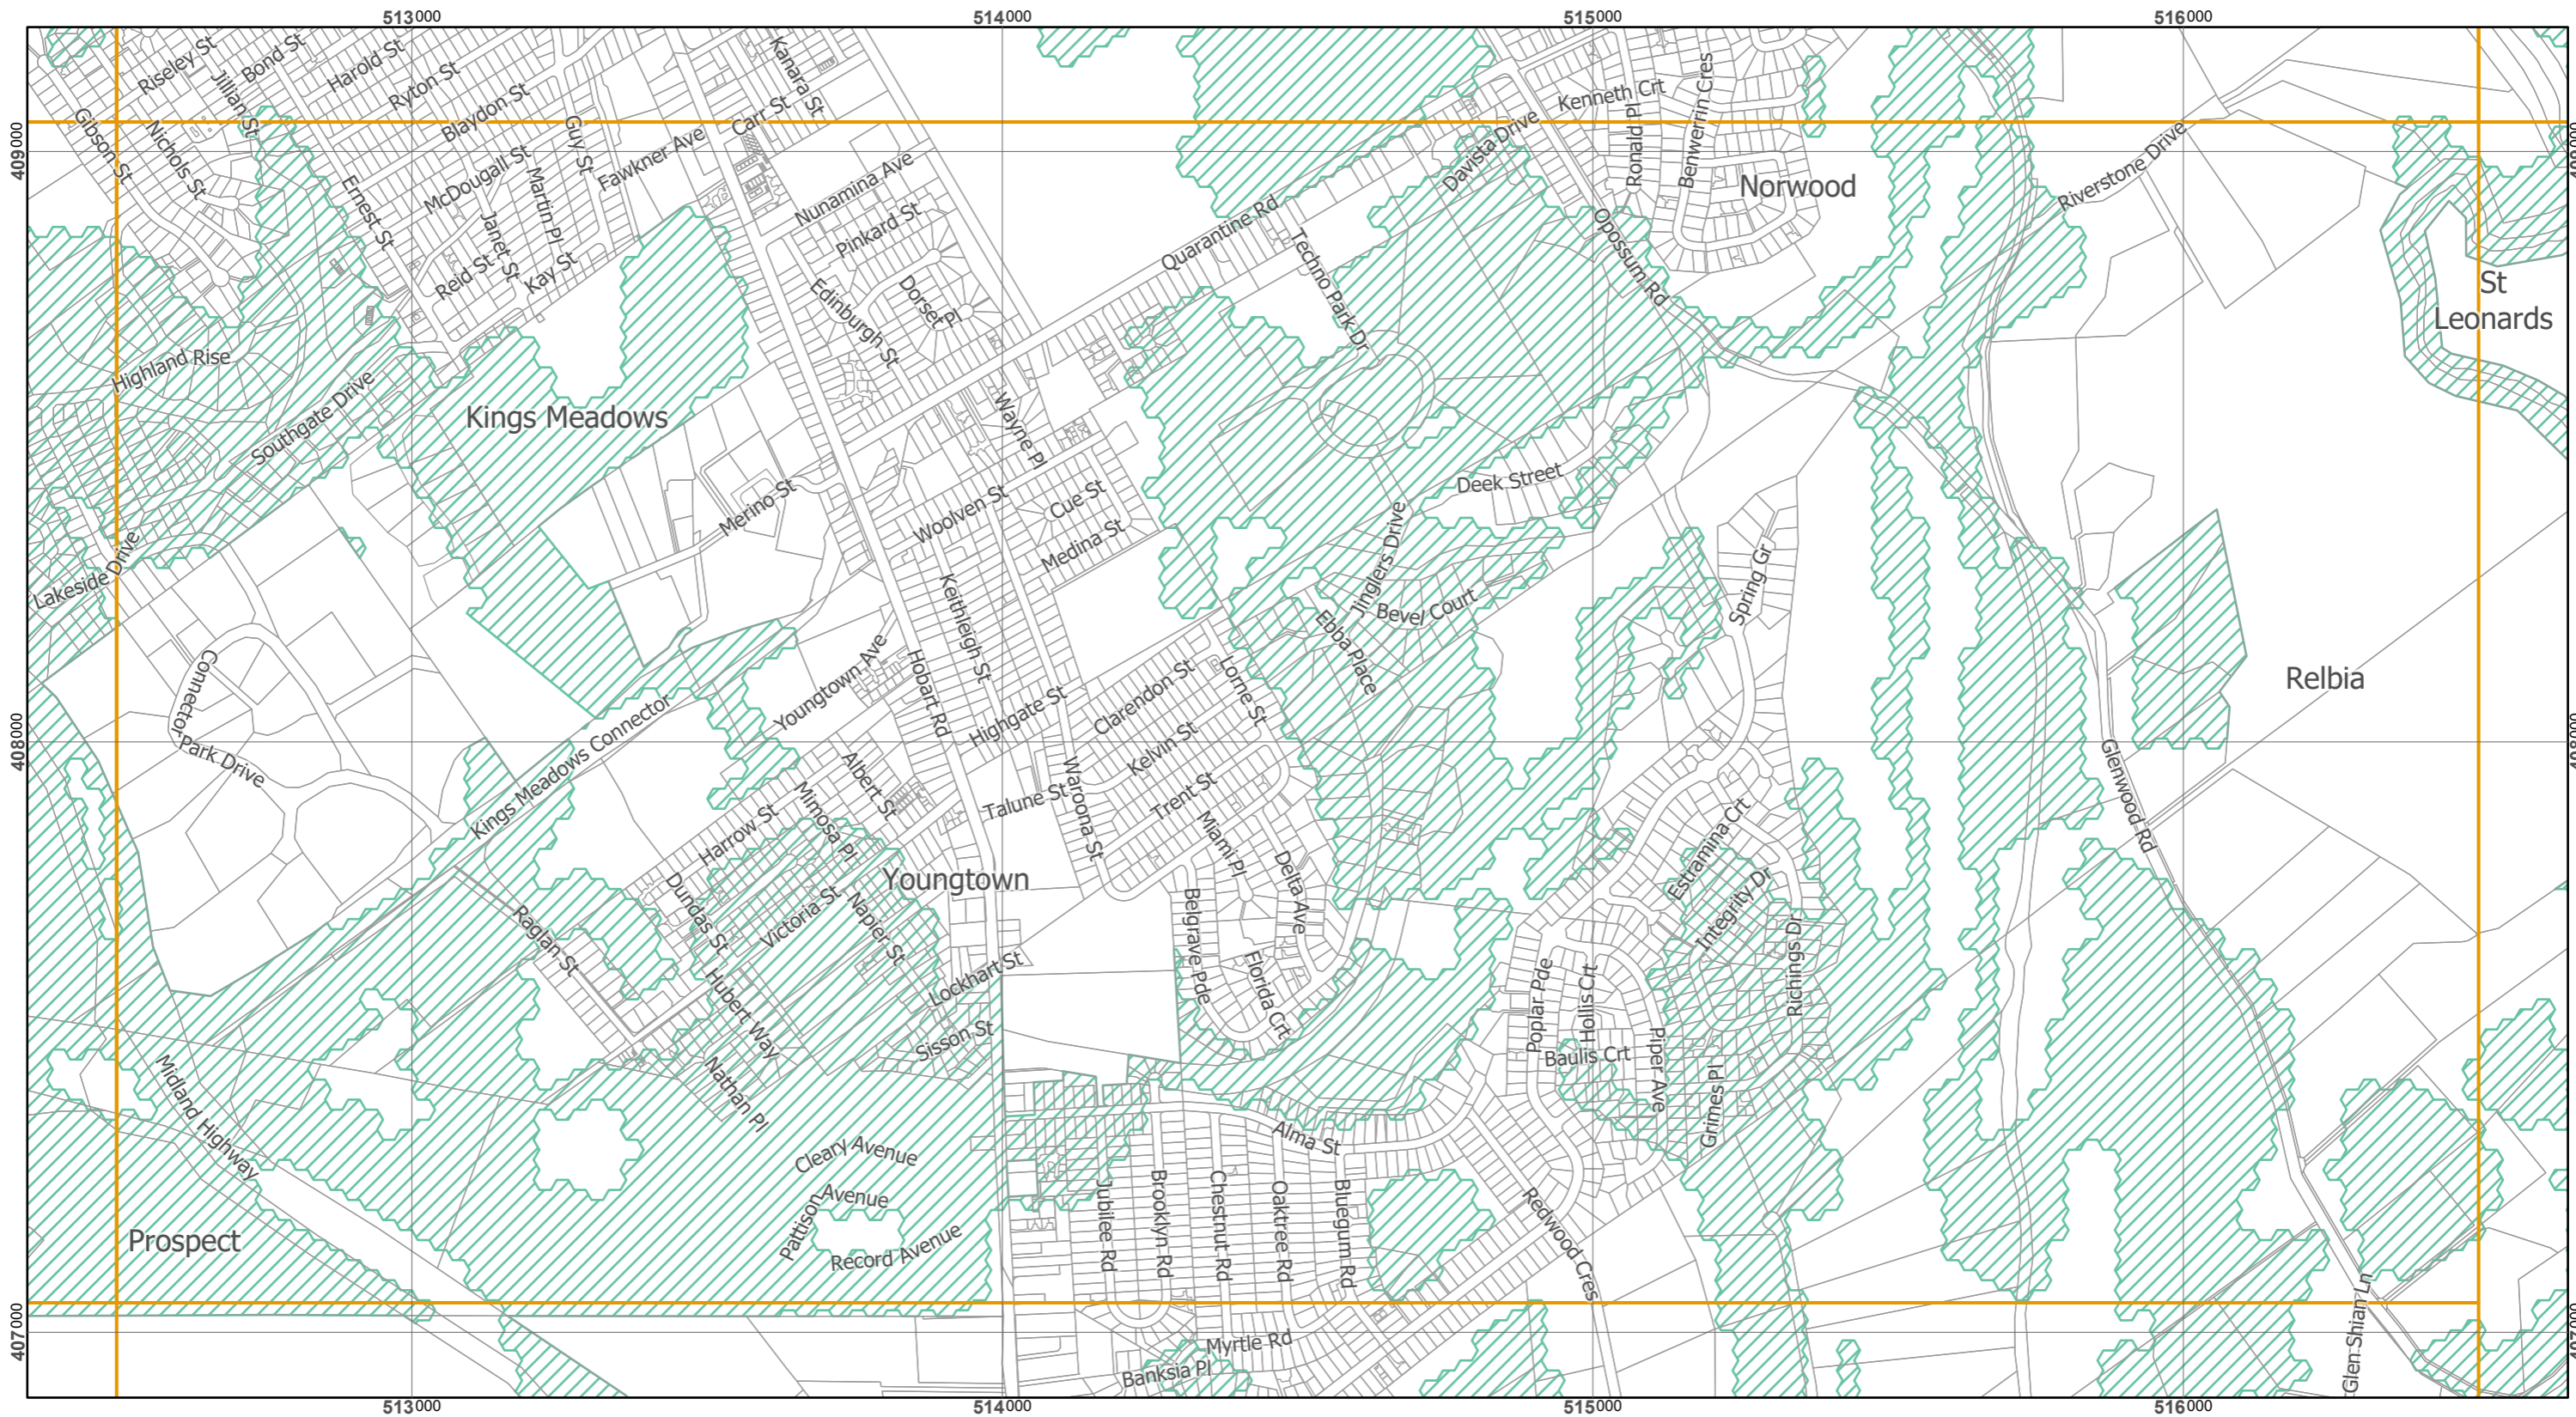 513000 514000 515000 516000
Riseley St
Bond St
Harold St
Jillian St
Ryton St
Kanara St
Blaydon St
Carr St
Kenneth Crt
Benwerrin Cres
Ronald Pl
Gibson St
Nichols St
Guy St
Fawkner Ave
Davista Drive
409000
409000
McDougall St
Martin Pl
Ernest St
Janet St
Nunamina Ave
Pinkard St
Norwood
Riverstone Drive
Quarantine Rd
Opossum Rd
Techno Park Dr
Reid St
Kay St
Edinburgh St
Dorset Pl
St
Leonards
Highland Rise
Southgate Drive
Kings Meadows
Wayne Pl
Merino St
Woolven St
Cue St
Medina St
Deek Street
Jinglers Drive
Spring Gr
Bevel Court
Ebba Place
Lakeside Drive
Keithleigh St
Youngtown Ave
Hobart Rd
Highgate St
Clarendon St
Lorne St
Relbia
Connector
Park Drive
Kings Meadows Connector
408000
408000
Albert St
Kelvin St
Glenwood Rd
Mimosa Pl
Talune St
Waroona St
Trent St
Miami Pl
Harrow St
Delta Ave
Estramina Crt
Integrity Dr
Youngtown
Dundas St
Victoria St
Napier St
Belgrave Pde
Raglan St
Richings Dr
Lockhart St
Florida Crt
Poplar Pde
Hollis Crt
Hubert Way
Sisson St
Baulis Crt
Piper Ave
Grimes Pl
Nathan Pl
Midland Highway
Alma St
Cleary Avenue
Avenue
Pattison
Record Avenue
Jubilee Rd
Brooklyn Rd
Chestnut Rd
Oaktree Rd
Bluegum Rd
Redwood Cres
Prospect
407000
407000
Glen Shian Ln
Myrtle Rd
Banksia Pl
513000 514000 515000 516000